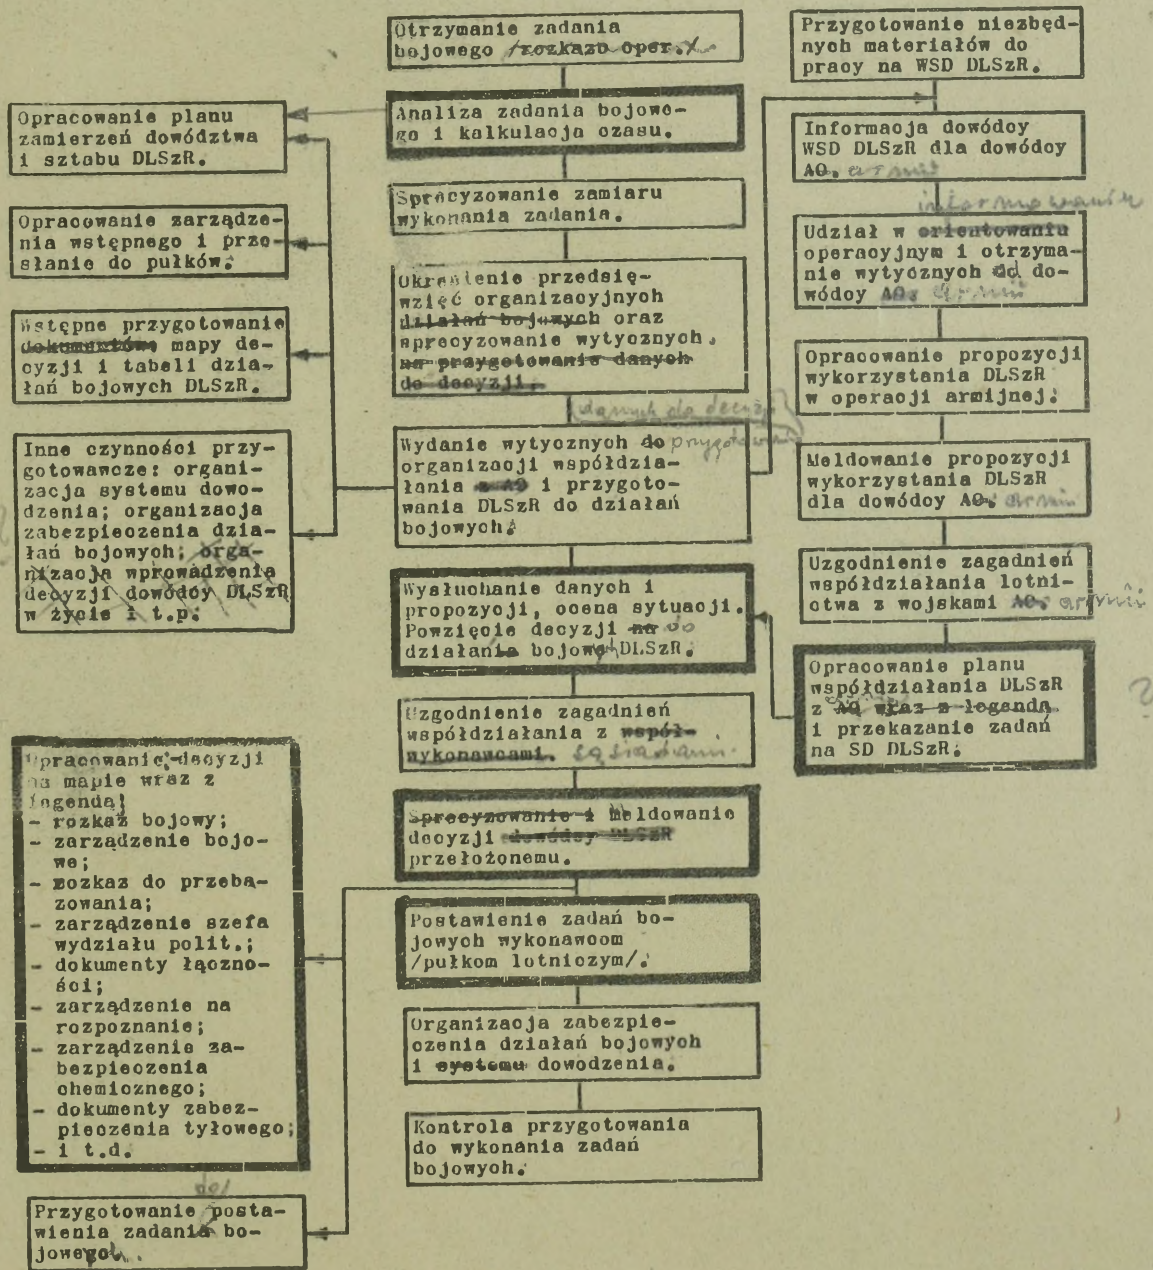 Otrzymanie zadania
bojowego /rozkazo oper./
Analiza zadania bojowe-
go i kalkulacja czasu.
Sprecyzowanie zamiaru
wykonania zadania.
Określenie przedsię-
wzięć organizacyjnych
działań bojowych oraz
sprecyzowanie wytycznych.
na przygotowanie danych
do decyzji.
danych do decyzji
Wydanie wytycznych do przygotowania
organizacji współdzia-
łania z AO i przygoto-
wania DLSzR do działań
bojowych.
Wysłuchanie danych i
propozycji, ocena sytuacji.
Powzięcie decyzji na do
działania bojowych DLSzR.
Uzgodnienie zagadnień
współdziałania z współ-
wykonawcami. sąsiadami.
Sprecyzowanie i Meldowanie
decyzji dowódcy DLSzR
przełożonemu.
Postawienie zadań bo-
jowych wykonawcom
/pułkom lotniczym/.
Organizacja zabezpie-
czenia działań bojowych
i systemu dowodzenia.
Kontrola przygotowania
do wykonania zadań
bojowych.
Opracowanie planu
zamierzeń dowództwa
i sztabu DLSzR.
Opracowanie zarządze-
nia wstępnego i prze-
słanie do pułków.
Wstępne przygotowanie
dokumentów mapy de-
cyzji i tabeli dzia-
łań bojowych DLSzR.
Inne czynności przy-
gotowawcze: organi-
zacja systemu dowo-
dzenia; organizacja
zabezpieczenia dzia-
łań bojowych; orga-
nizacja wprowadzenia
decyzji dowódcy DLSzR
w życie i t.p.
Opracowanie decyzji
na mapie wraz z
legendą:
- rozkaz bojowy;
- zarządzenie bojo-
we;
- rozkaz do przeba-
zowania;
- zarządzenie szefa
wydziału polit.;
- dokumenty łączno-
ści;
- zarządzenie na
rozpoznanie;
- zarządzenie za-
bezpieczenia
chemicznego;
- dokumenty zabez-
pieczenia tyłowego;
- i t.d.
do
Przygotowanie posta-
wienia zadania bo-
jowego.
Przygotowanie niezbęd-
nych materiałów do
pracy na WSD DLSzR.
Informacja dowódcy
WSD DLSzR dla dowódcy
AO. armii
informowaniu
Udział w orientowaniu
operacyjnym i otrzyma-
nie wytycznych od do-
wódcy AO. armii
Opracowanie propozycji
wykorzystania DLSzR
w operacji armijnej.
Meldowanie propozycji
wykorzystania DLSzR
dla dowódcy AO. armii
Uzgodnienie zagadnień
współdziałania lotni-
ctwa z wojskami AO. armii.
Opracowanie planu
współdziałania DLSzR
z AO wraz z legendą
i przekazanie zadań
na SD DLSzR.
?